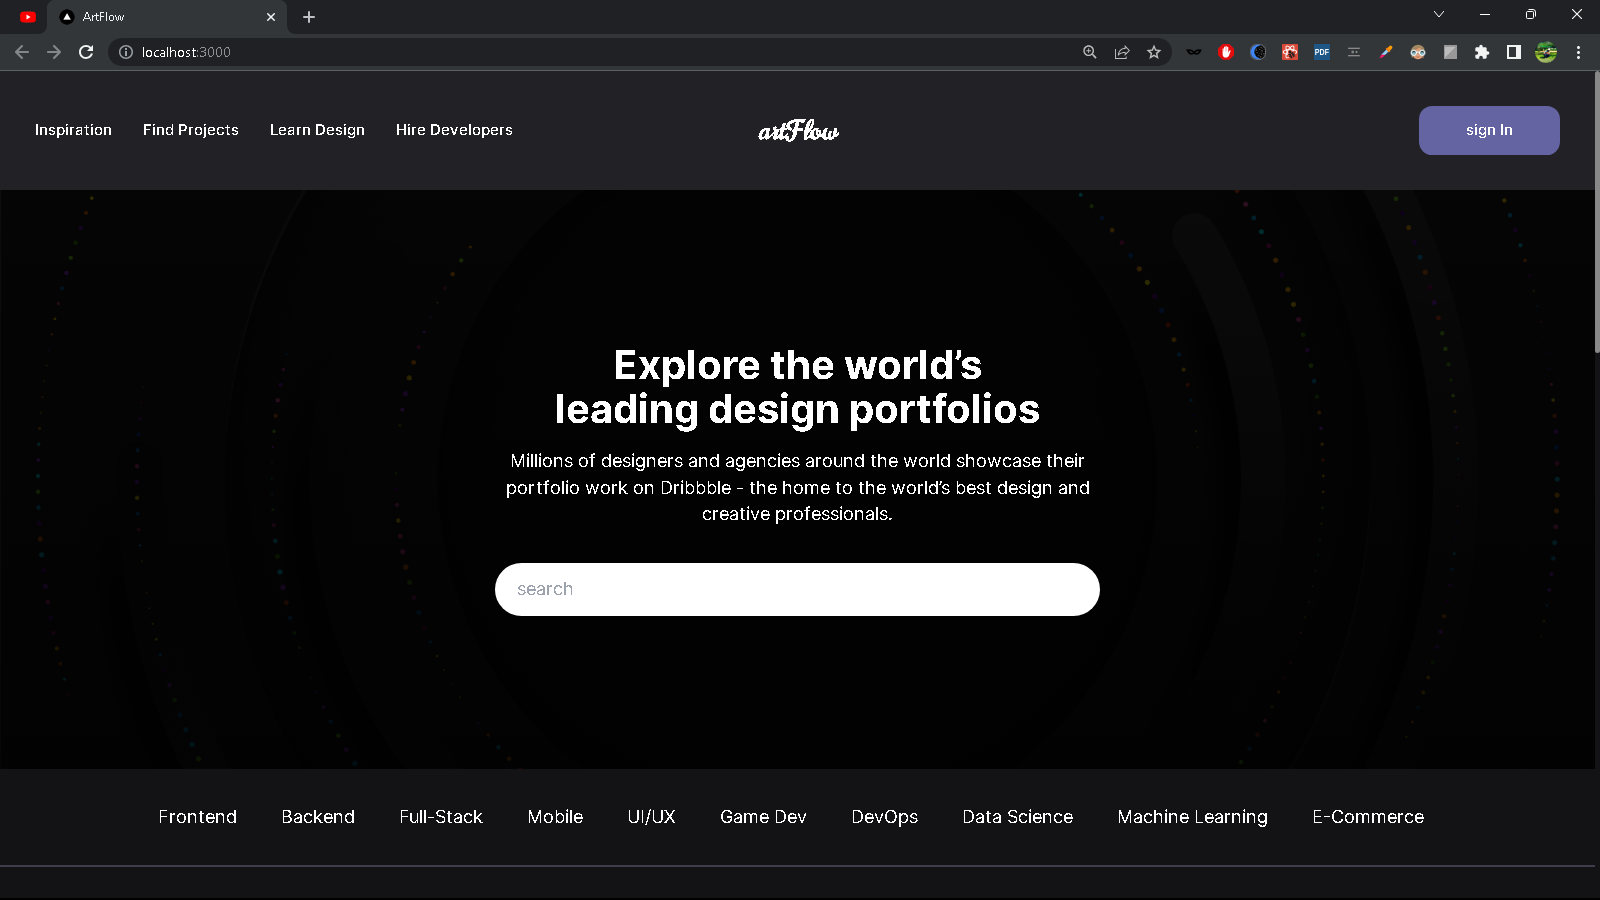 ArtFlow
localhost:3000
PDF
Inspiration
Find Projects
Learn Design
Hire Developers
artFlow
sign In
Explore the world’s
leading design portfolios
Millions of designers and agencies around the world showcase their
portfolio work on Dribbble - the home to the world’s best design and
creative professionals.
search
Frontend
Backend
Full-Stack
Mobile
UI/UX
Game Dev
DevOps
Data Science
Machine Learning
E-Commerce